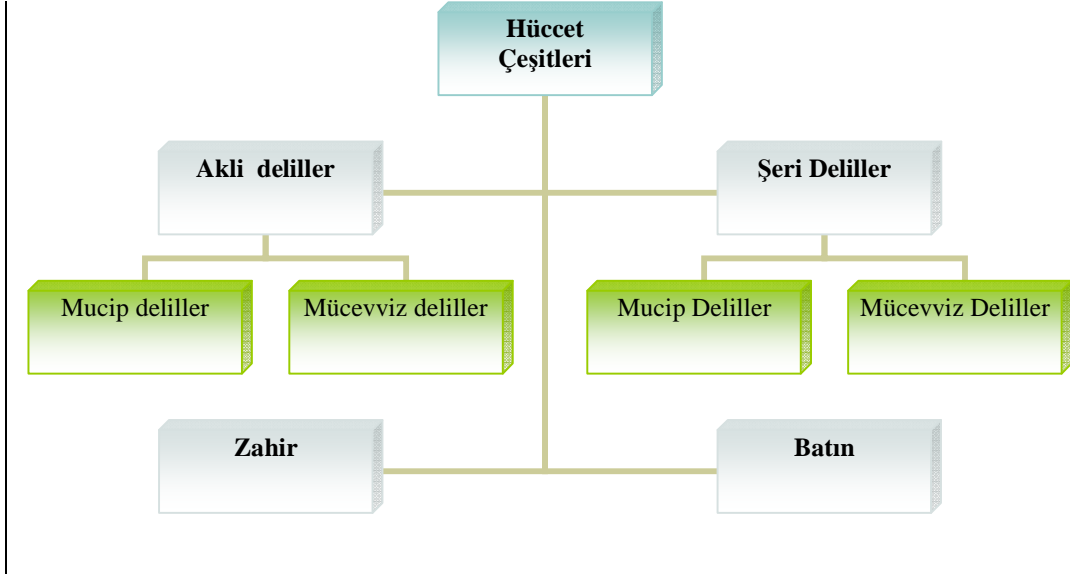 Hüccet
Çeşitleri
Akli  deliller
Şeri Deliller
Mucip deliller
Mücevviz deliller
Mucip Deliller
Mücevviz Deliller
Zahir
Batın